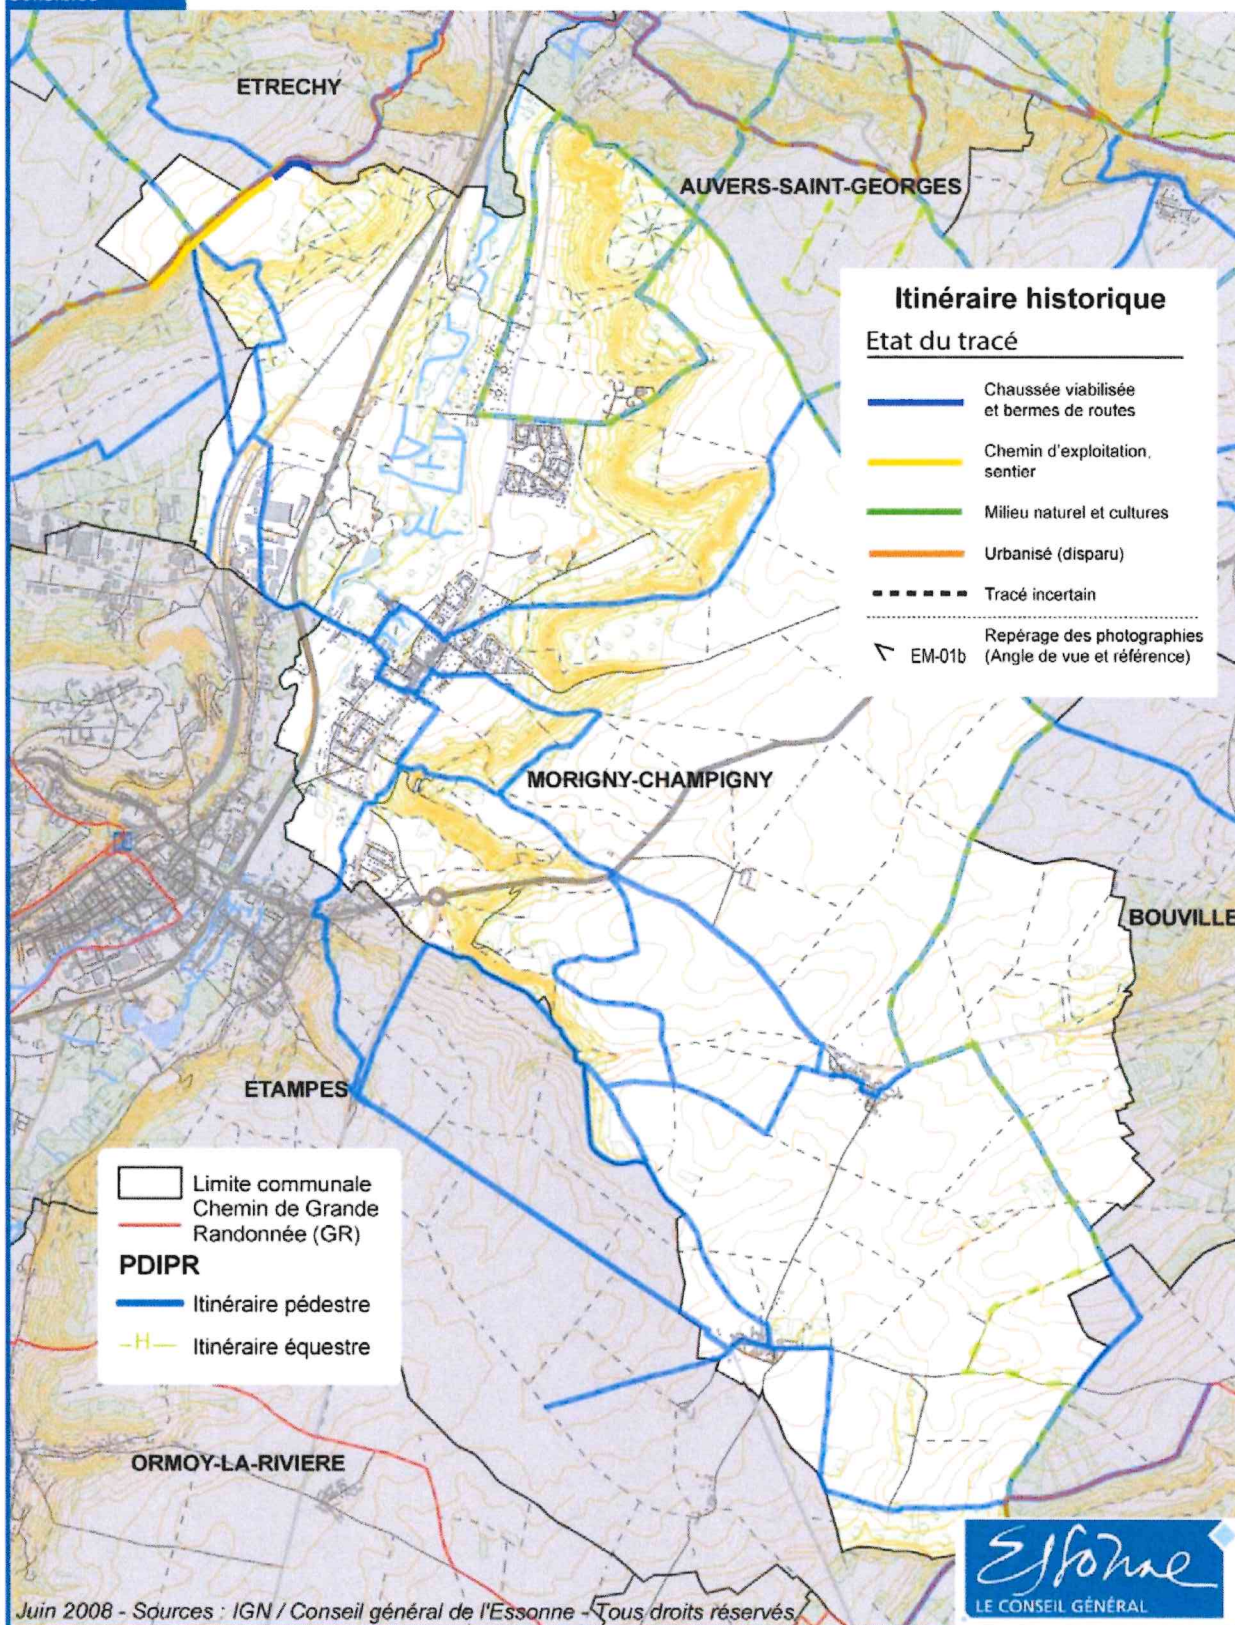 ETRECHY
AUVERS-SAINT-GEORGES
Itinéraire historique
Etat du tracé
Chaussée viabilisée
et bermes de routes
Chemin d'exploitation,
sentier
Milieu naturel et cultures
Urbanisé (disparu)
Tracé incertain
EM-01b
Repérage des photographies
(Angle de vue et référence)
MORIGNY-CHAMPIGNY
BOUVILLE
ETAMPES
Limite communale
Chemin de Grande
Randonnée (GR)
PDIPR
Itinéraire pédestre
-H- Itinéraire équestre
ORMOY-LA-RIVIERE
Essonne
LE CONSEIL GÉNÉRAL
Juin 2008 - Sources : IGN / Conseil général de l'Essonne - Tous droits réservés